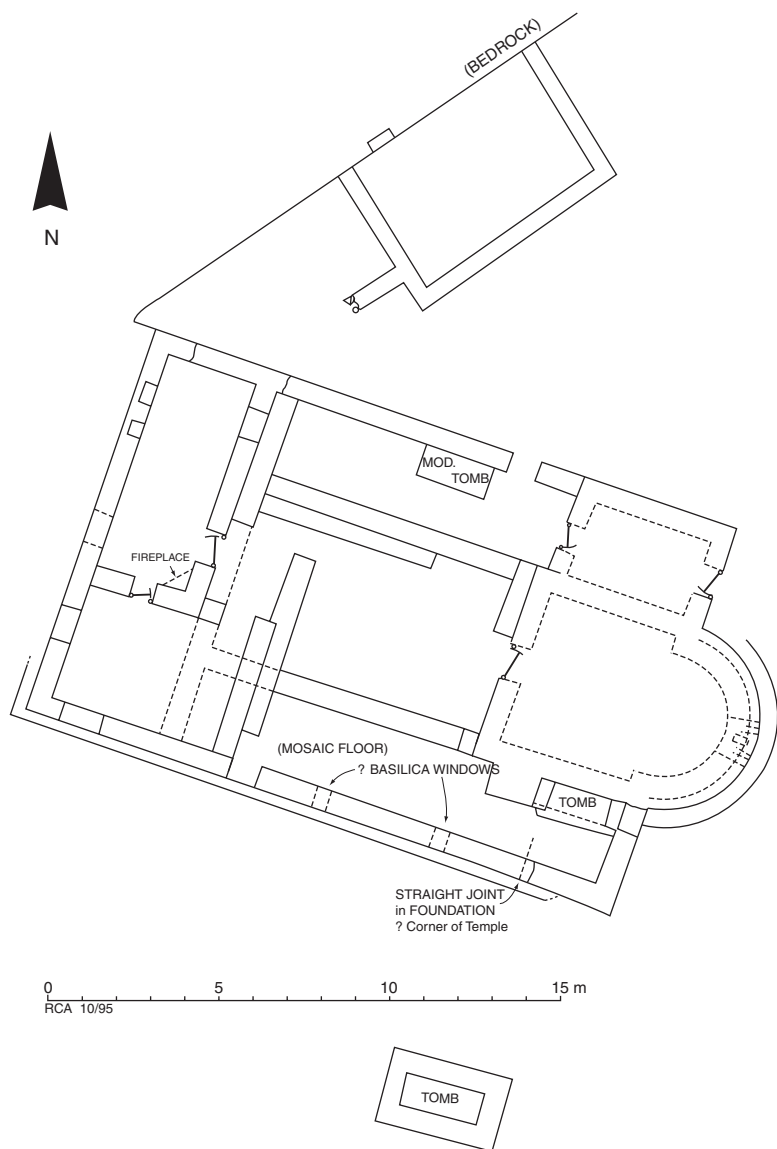 (BEDROCK)
N
MOD.
TOMB
FIREPLACE
(MOSAIC FLOOR)
? BASILICA WINDOWS
TOMB
STRAIGHT JOINT
in FOUNDATION
? Corner of Temple
0 5 10 15 m
RCA 10/95
TOMB